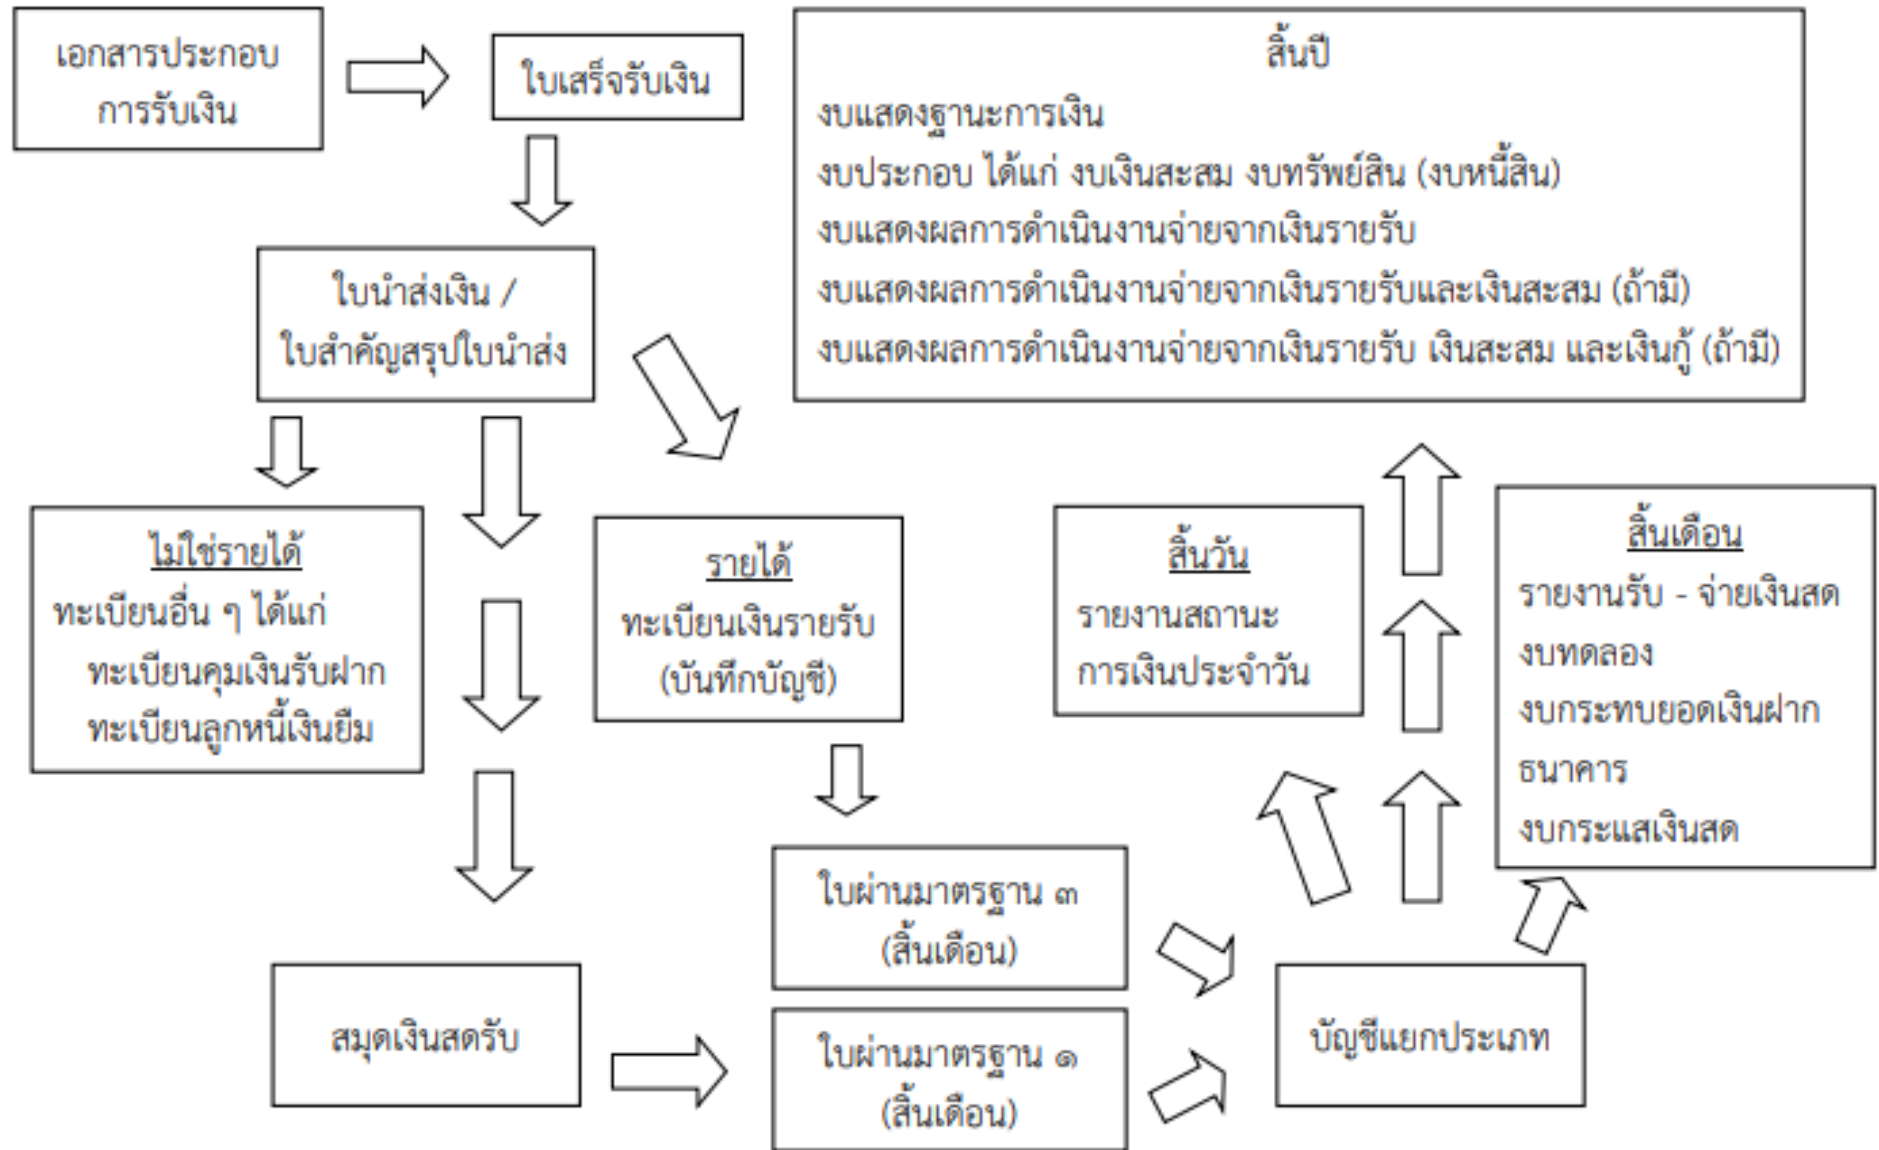 เอกสารประกอบ
การรับเงิน
ใบเสร็จรับเงิน
สิ้นปี
งบแสดงฐานะการเงิน
งบประกอบ ได้แก่ งบเงินสะสม งบทรัพย์สิน (งบหนี้สิน)
งบแสดงผลการดำเนินงานจ่ายจากเงินรายรับ
งบแสดงผลการดำเนินงานจ่ายจากเงินรายรับและเงินสะสม (ถ้ามี)
งบแสดงผลการดำเนินงานจ่ายจากเงินรายรับ เงินสะสม และเงินกู้ (ถ้ามี)
ใบนำส่งเงิน /
ใบสำคัญสรุปใบนำส่ง
ไม่ใช่รายได้
ทะเบียนอื่น ๆ ได้แก่
ทะเบียนคุมเงินรับฝาก
ทะเบียนลูกหนี้เงินยืม
รายได้
ทะเบียนเงินรายรับ
(บันทึกบัญชี)
สิ้นวัน
รายงานสถานะ
การเงินประจำวัน
สิ้นเดือน
รายงานรับ - จ่ายเงินสด
งบทดลอง
งบกระทบยอดเงินฝาก
ธนาคาร
งบกระแสเงินสด
ใบผ่านมาตรฐาน ๓
(สิ้นเดือน)
สมุดเงินสดรับ
ใบผ่านมาตรฐาน ๑
(สิ้นเดือน)
บัญชีแยกประเภท